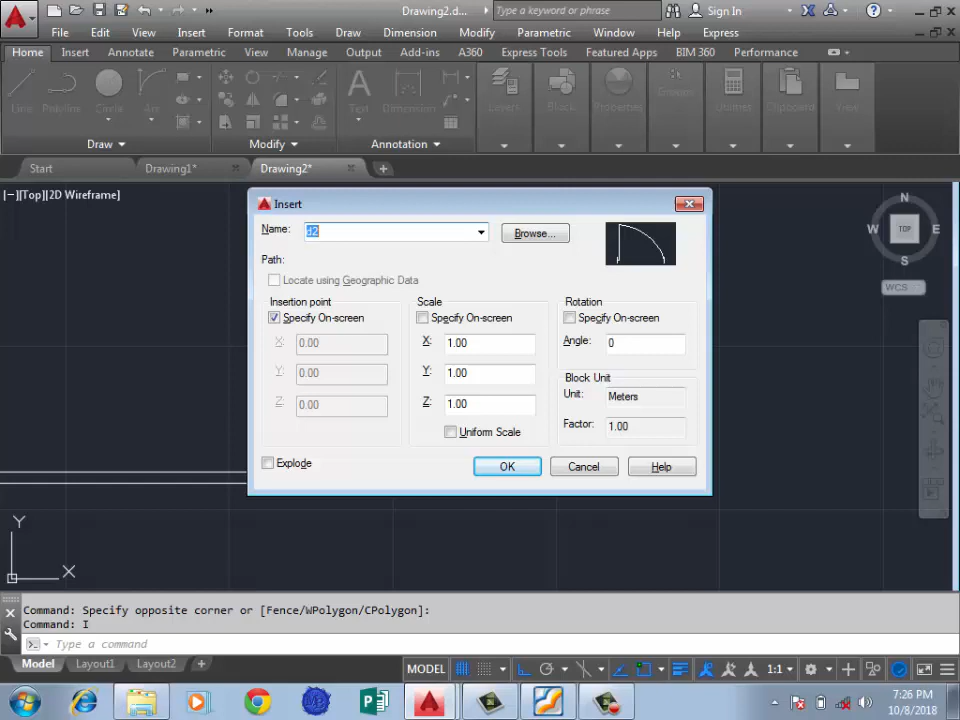 Drawing2.d...
Type a keyword or phrase
Sign In
File Edit View Insert Format Tools Draw Dimension Modify Parametric Window Help Express
Home Insert Annotate Parametric View Manage Output Add-ins A360 Express Tools Featured Apps BIM 360 Performance
Line Polyline Circle Arc Text Dimension Layers Block Properties Groups Utilities Clipboard View
Draw Modify Annotation
Start Drawing1* Drawing2*
[−][Top][2D Wireframe]
Insert
Name: d2 Browse...
Path:
Locate using Geographic Data
Insertion point Scale Rotation
Specify On-screen Specify On-screen Specify On-screen
X: 0.00 X: 1.00 Angle: 0
Y: 0.00 Y: 1.00
Block Unit
Unit: Meters
Z: 0.00 Z: 1.00
Factor: 1.00
Uniform Scale
Explode OK Cancel Help
N
W TOP E
S
WCS
Y
X
Command: Specify opposite corner or [Fence/WPolygon/CPolygon]:
Command: I
Type a command
Model Layout1 Layout2 +
MODEL 1:1
7:26 PM
10/8/2018